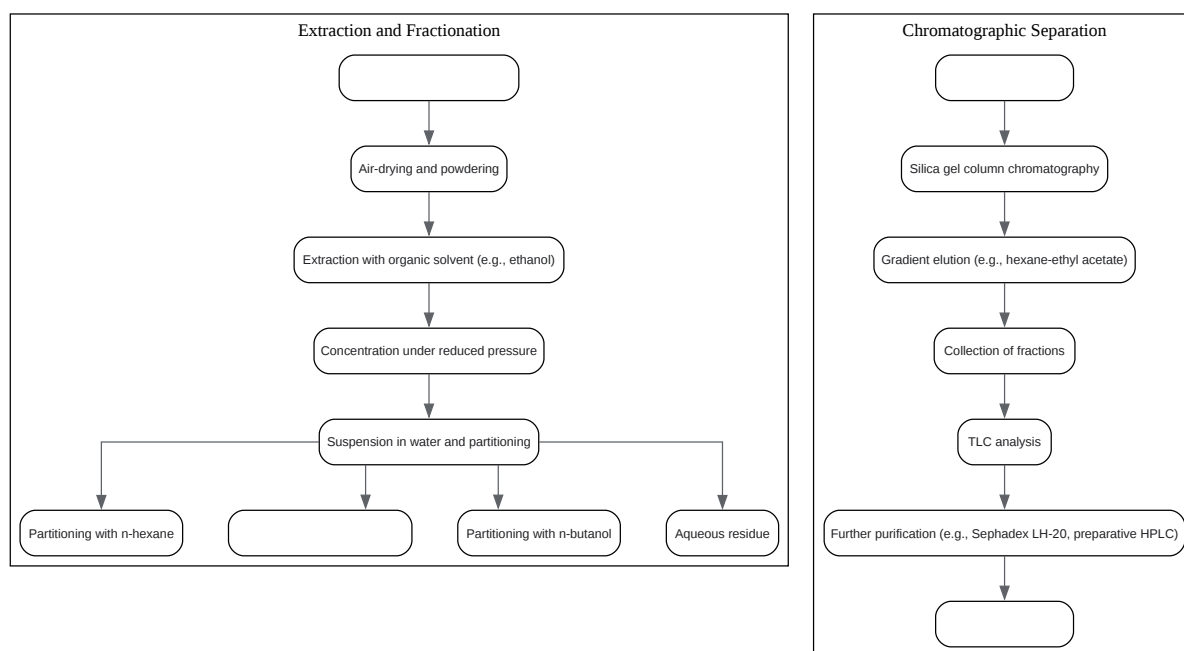 Extraction and Fractionation
Air-drying and powdering
Extraction with organic solvent (e.g., ethanol)
Concentration under reduced pressure
Suspension in water and partitioning
Partitioning with n-hexane
Partitioning with n-butanol
Aqueous residue
Chromatographic Separation
Silica gel column chromatography
Gradient elution (e.g., hexane-ethyl acetate)
Collection of fractions
TLC analysis
Further purification (e.g., Sephadex LH-20, preparative HPLC)